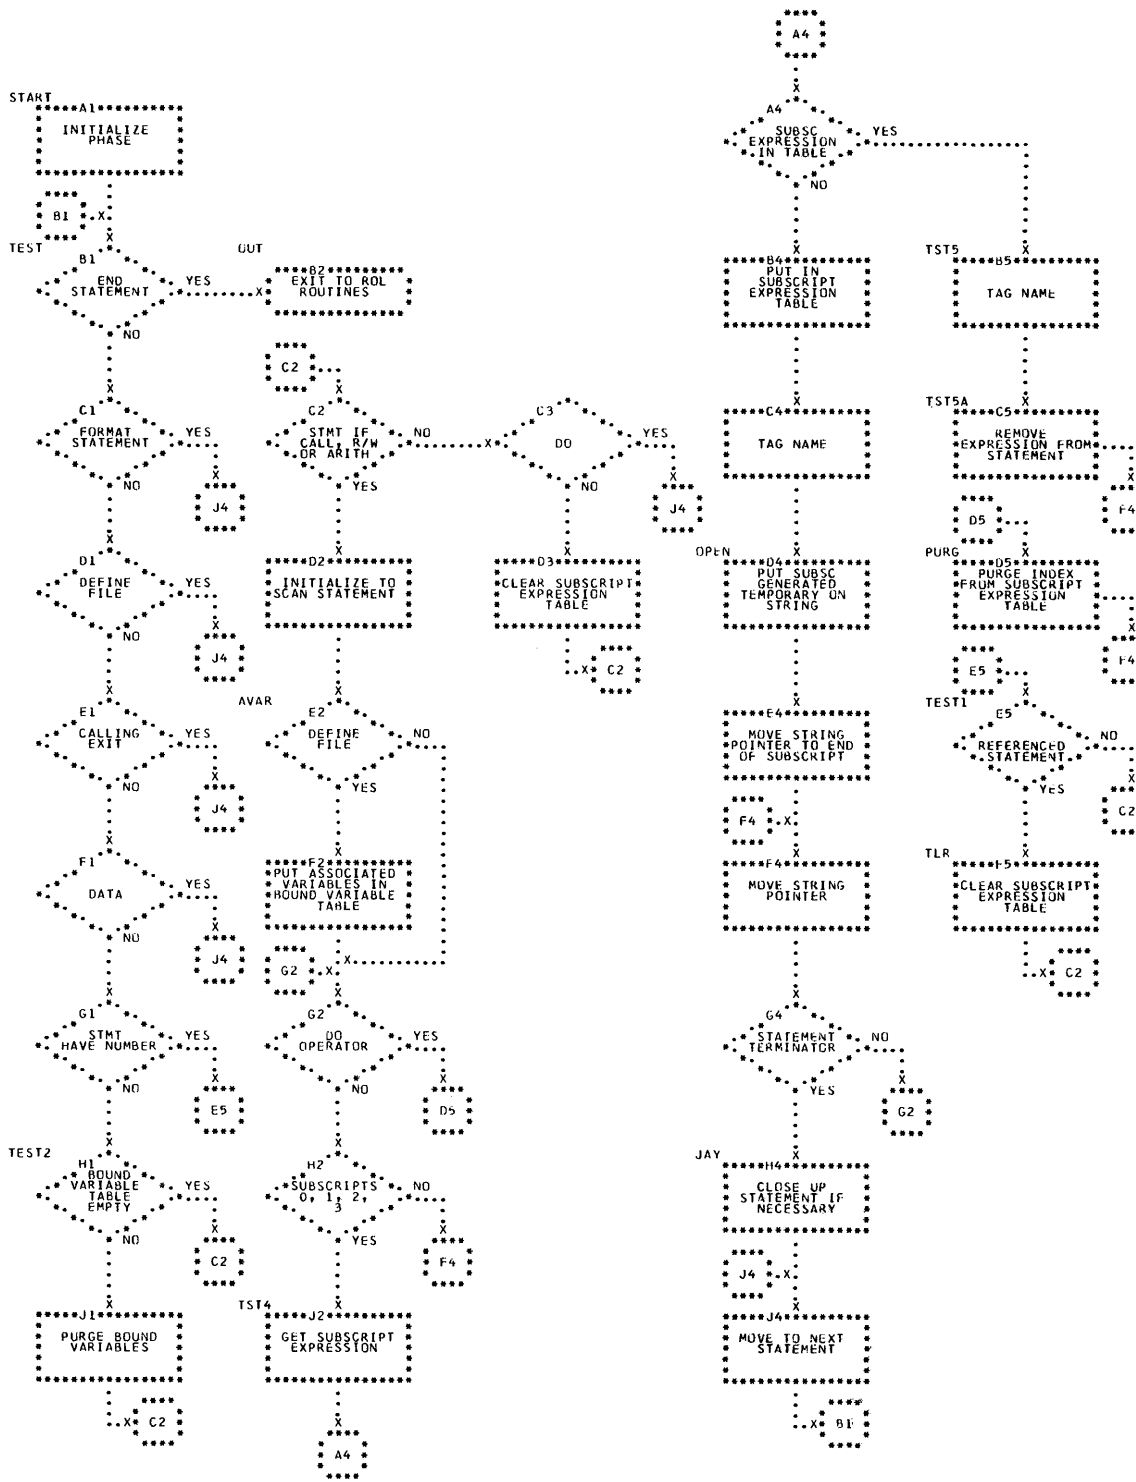 START
A1
INITIALIZE
PHASE
B1
TEST
B1
END
STATEMENT
YES
NO
OUT
B2
EXIT TO ROL
ROUTINES
C1
FORMAT
STATEMENT
YES
NO
J4
D1
DEFINE
FILE
YES
NO
J4
E1
CALLING
EXIT
YES
NO
J4
F1
DATA
YES
NO
J4
G1
STMT
HAVE NUMBER
YES
NO
E5
TEST2
H1
BOUND
VARIABLE
TABLE
EMPTY
YES
NO
C2
J1
PURGE BOUND
VARIABLES
C2
C2
C2
STMT IF
CALL, R/W
OR ARITH
NO
YES
D2
INITIALIZE TO
SCAN STATEMENT
AVAR
E2
DEFINE
FILE
NO
YES
F2
PUT ASSOCIATED
VARIABLES IN
BOUND VARIABLE
TABLE
G2
G2
DO
OPERATOR
YES
NO
D5
H2
SUBSCRIPTS
0, 1, 2,
3
NO
YES
F4
TST4
J2
GET SUBSCRIPT
EXPRESSION
A4
C3
DO
YES
NO
J4
D3
CLEAR SUBSCRIPT
EXPRESSION
TABLE
C2
A4
A4
SUBSC
EXPRESSION
IN TABLE
YES
NO
B4
PUT IN
SUBSCRIPT
EXPRESSION
TABLE
C4
TAG NAME
OPEN
D4
PUT SUBSC
GENERATED
TEMPORARY ON
STRING
E4
MOVE STRING
POINTER TO END
OF SUBSCRIPT
F4
F4
MOVE STRING
POINTER
G4
STATEMENT
TERMINATOR
NO
YES
G2
JAY
H4
CLOSE UP
STATEMENT IF
NECESSARY
J4
J4
MOVE TO NEXT
STATEMENT
B1
TST5
B5
TAG NAME
TST5A
C5
REMOVE
EXPRESSION FROM
STATEMENT
F4
D5
PURG
D5
PURGE INDEX
FROM SUBSCRIPT
EXPRESSION
TABLE
F4
E5
TEST1
E5
REFERENCED
STATEMENT
NO
YES
C2
TLR
F5
CLEAR SUBSCRIPT
EXPRESSION
TABLE
C2